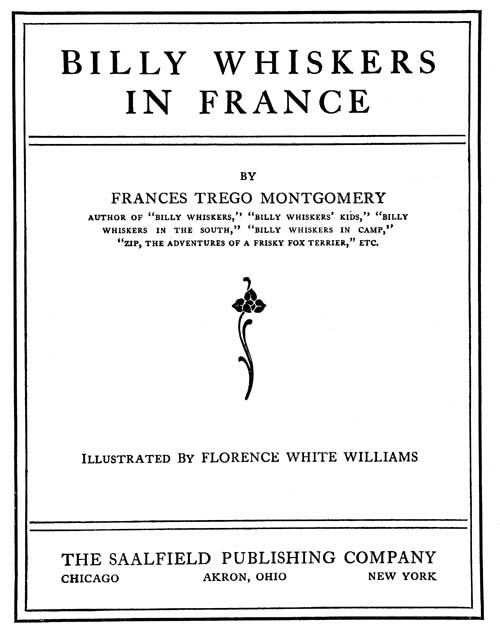 BILLY WHISKERS
IN FRANCE
BY
FRANCES TREGO MONTGOMERY
AUTHOR OF "BILLY WHISKERS," "BILLY WHISKERS' KIDS," "BILLY
WHISKERS IN THE SOUTH," "BILLY WHISKERS IN CAMP,"
"ZIP, THE ADVENTURES OF A FRISKY FOX TERRIER," ETC.
ILLUSTRATED BY FLORENCE WHITE WILLIAMS
THE SAALFIELD PUBLISHING COMPANY
CHICAGO AKRON, OHIO NEW YORK